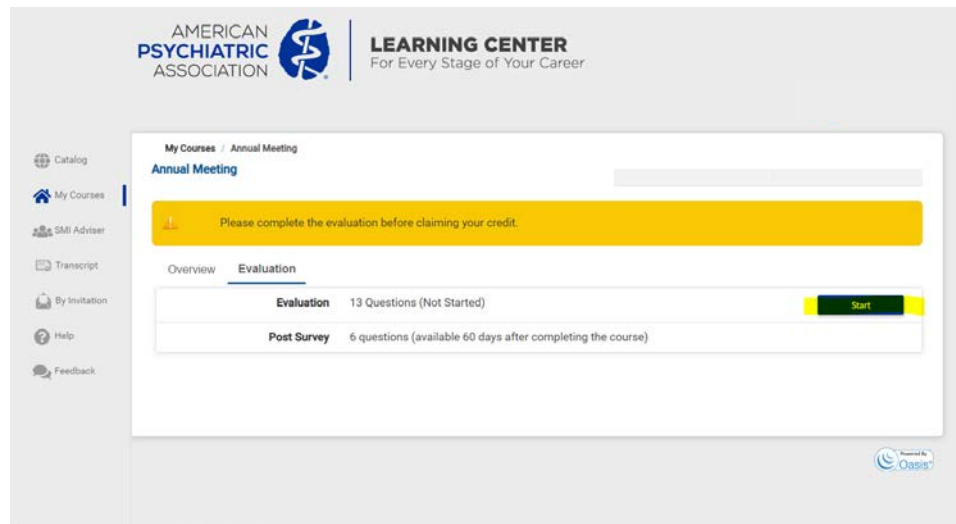 AMERICAN
PSYCHIATRIC
ASSOCIATION
LEARNING CENTER
For Every Stage of Your Career
Catalog
My Courses
SMI Adviser
Transcript
By Invitation
Help
Feedback
My Courses / Annual Meeting
Annual Meeting
Please complete the evaluation before claiming your credit.
Overview Evaluation
Evaluation 13 Questions (Not Started) Start
Post Survey 6 questions (available 60 days after completing the course)
Powered By
Oasis